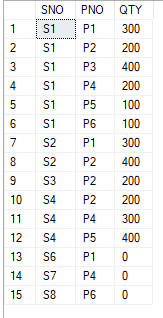 SNO PNO QTY
1 S1 P1 300
2 S1 P2 200
3 S1 P3 400
4 S1 P4 200
5 S1 P5 100
6 S1 P6 100
7 S2 P1 300
8 S2 P2 400
9 S3 P2 200
10 S4 P2 200
11 S4 P4 300
12 S4 P5 400
13 S6 P1 0
14 S7 P4 0
15 S8 P6 0